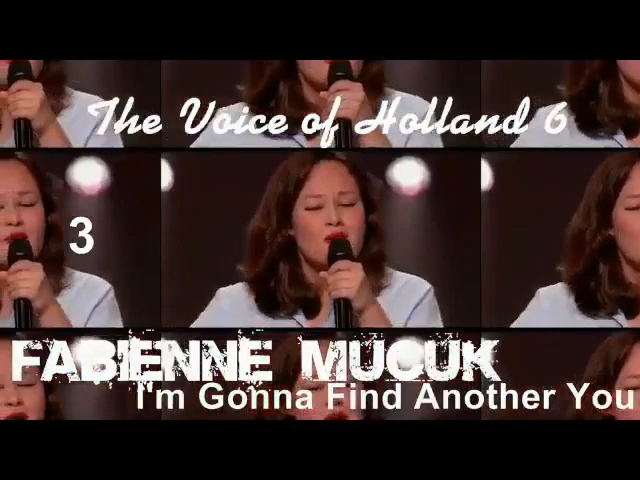 The Voice of Holland 6
3
FABIENNE MUCUK
I'm Gonna Find Another You